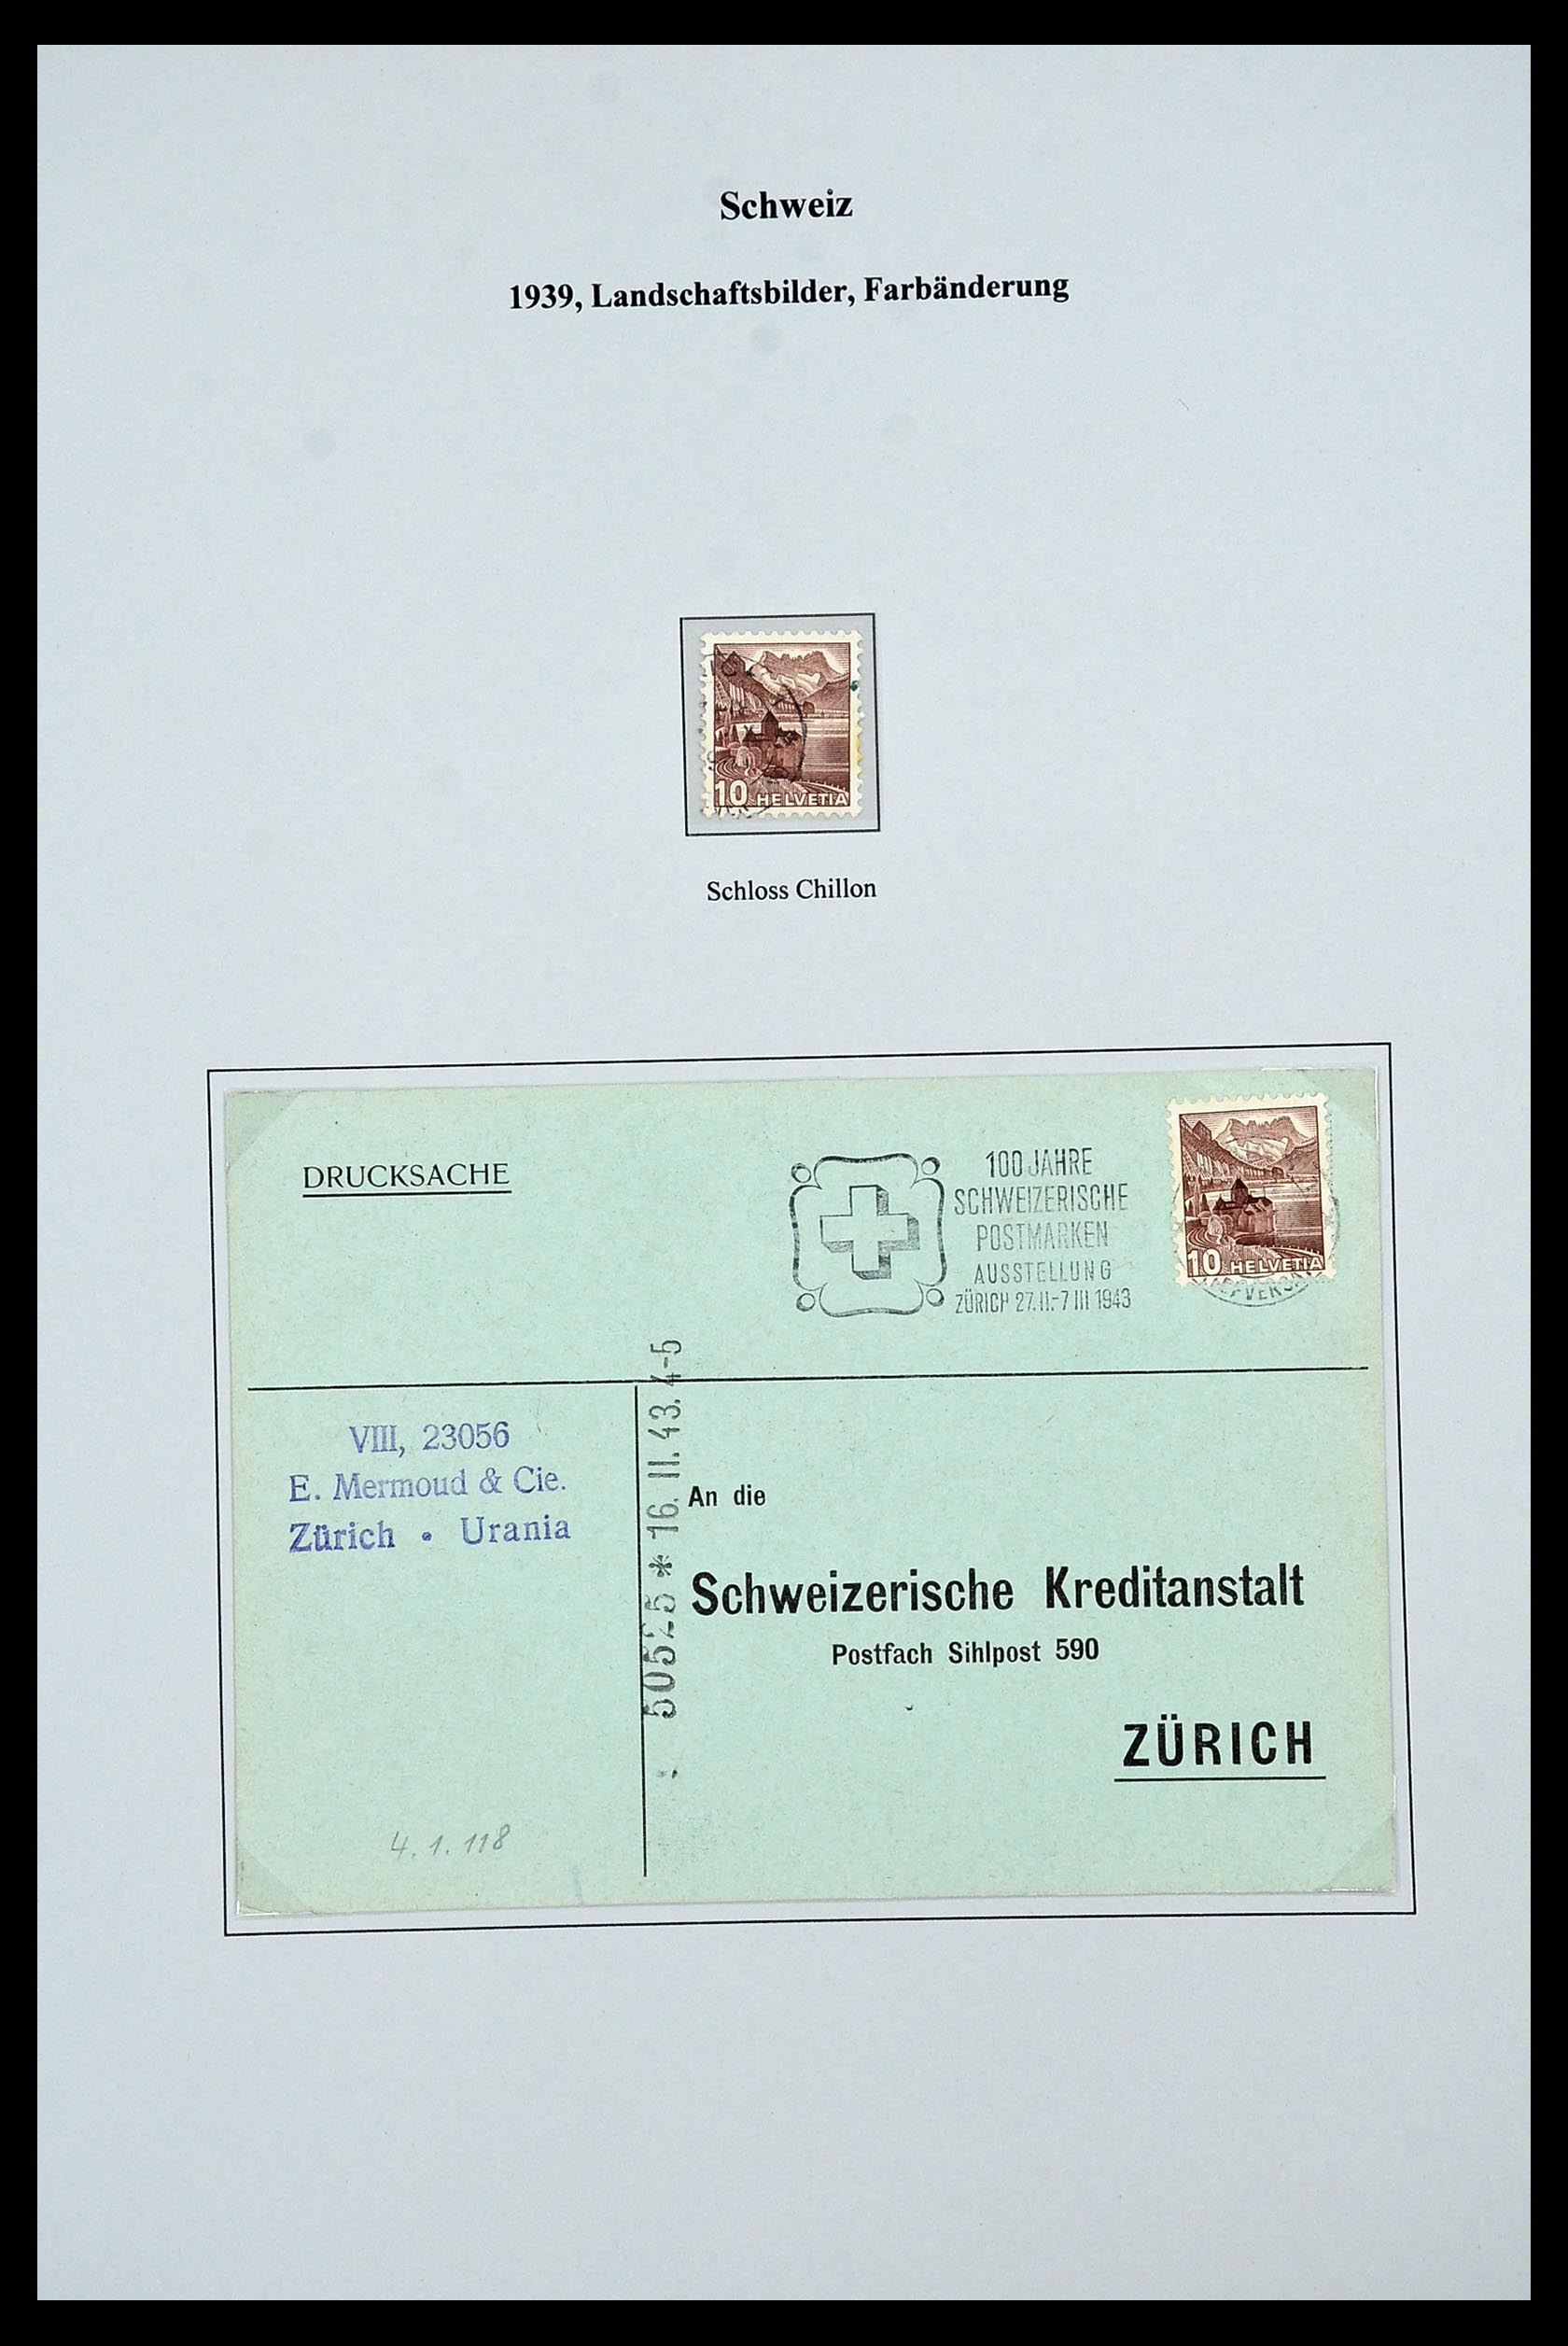 Schweiz
1939, Landschaftsbilder, Farbänderung
10 HELVETIA
Schloss Chillon
DRUCKSACHE
100 JAHRE
SCHWEIZERISCHE
POSTMARKEN
AUSSTELLUNG
ZÜRICH 27.II.-7 III 1943
10 HELVETIA
VIII, 23056
E. Mermoud & Cie.
Zürich • Urania
50525 * 16. II. 43. 4-5
An die
Schweizerische Kreditanstalt
Postfach Sihlpost 590
ZÜRICH
4. 1. 118